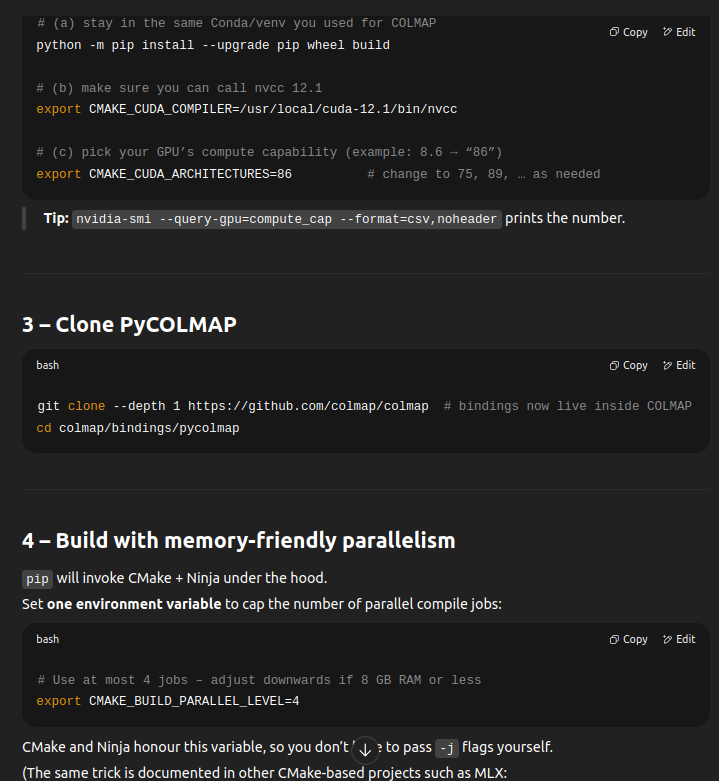 # (a) stay in the same Conda/venv you used for COLMAP
Copy Edit
python -m pip install --upgrade pip wheel build
# (b) make sure you can call nvcc 12.1
export CMAKE_CUDA_COMPILER=/usr/local/cuda-12.1/bin/nvcc
# (c) pick your GPU’s compute capability (example: 8.6 → “86”)
export CMAKE_CUDA_ARCHITECTURES=86 # change to 75, 89, … as needed
Tip: nvidia-smi --query-gpu=compute_cap --format=csv,noheader prints the number.
3 – Clone PyCOLMAP
bash Copy Edit
git clone --depth 1 https://github.com/colmap/colmap # bindings now live inside COLMAP
cd colmap/bindings/pycolmap
4 – Build with memory-friendly parallelism
pip will invoke CMake + Ninja under the hood.
Set one environment variable to cap the number of parallel compile jobs:
bash Copy Edit
# Use at most 4 jobs – adjust downwards if 8 GB RAM or less
export CMAKE_BUILD_PARALLEL_LEVEL=4
CMake and Ninja honour this variable, so you don’t to pass -j flags yourself.
(The same trick is documented in other CMake-based projects such as MLX: